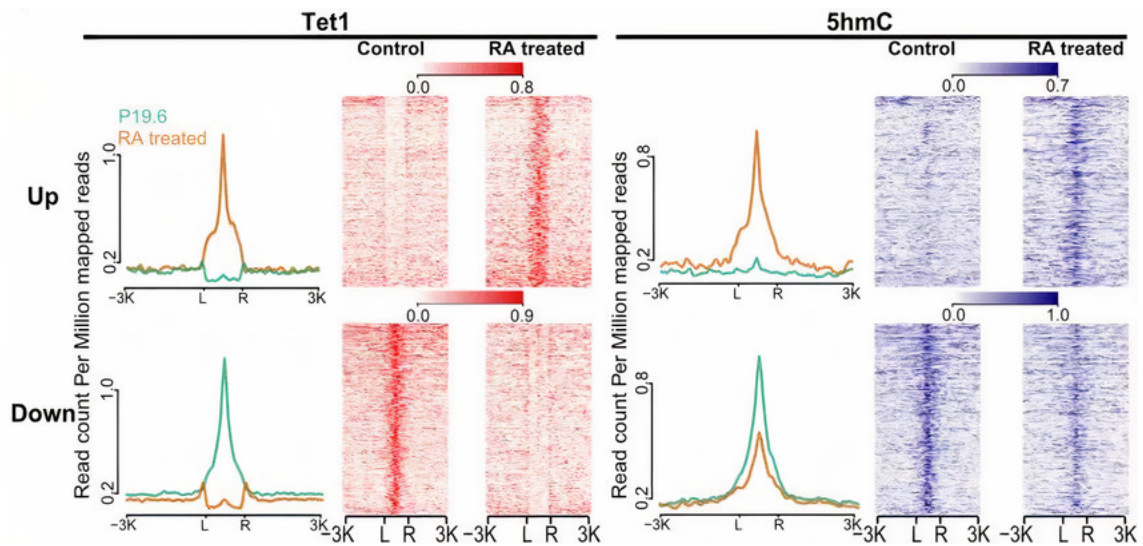 Tet1
5hmC
Control RA treated
Control RA treated
0.0 0.8
0.0 0.7
P19.6
RA treated
Up
Read count Per Million mapped reads
1.0
0.2
−3K L R 3K
Read count Per Million mapped reads
0.8
0.2
−3K L R 3K
0.0 0.9
0.0 1.0
Down
1.0
0.2
−3K L R 3K
−3K L R 3K
−3K L R 3K
0.8
0.2
−3K L R 3K
−3K L R 3K
−3K L R 3K